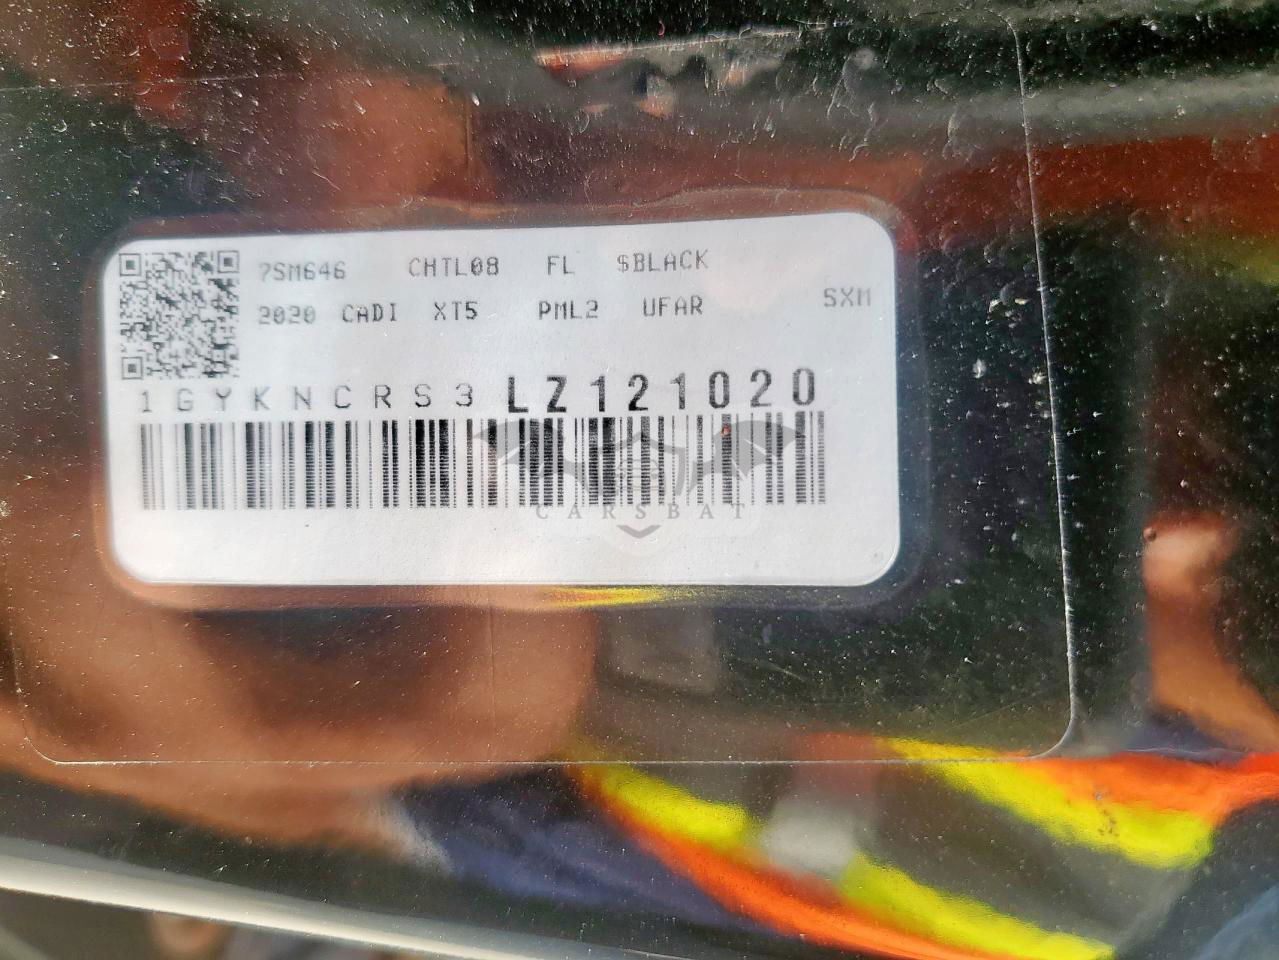 7SM646 CHTL08 FL $BLACK
2020 CADI XT5 PML2 UFAR SXM
1GYKNCRS3LZ121020
CARSBAT